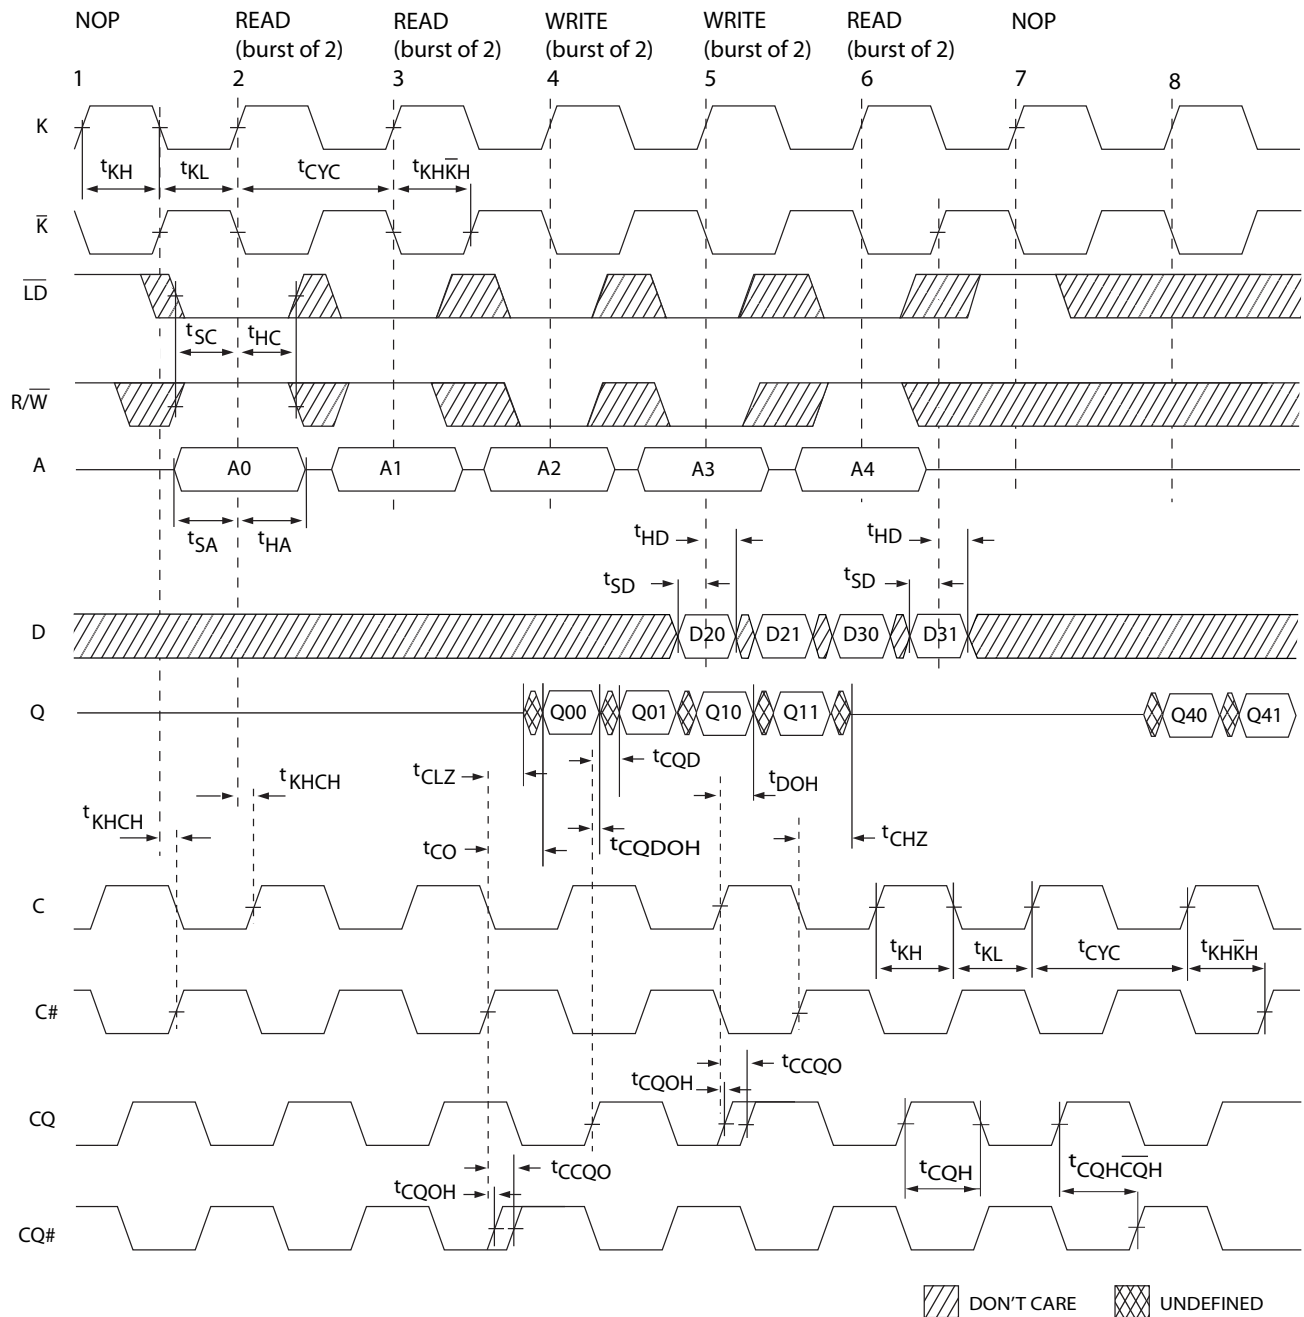 NOP READ READ WRITE WRITE READ NOP
(burst of 2) (burst of 2) (burst of 2) (burst of 2) (burst of 2)
1 2 3 4 5 6 7 8
K
tKH tKL tCYC tKHK̅H
K̅
L̅D̅
tSC tHC
R/W̅
A A0 A1 A2 A3 A4
tSA tHA tHD tHD
tSD tSD
D D20 D21 D30 D31
Q Q00 Q01 Q10 Q11 Q40 Q41
tKHCH tCLZ tCQD tDOH
tKHCH tCO tCQDOH tCHZ
C
tKH tKL tCYC tKHK̅H
C#
tCQOH tCCQO
CQ
tCQOH tCCQO tCQH tCQHC̅Q̅H
CQ#
DON'T CARE UNDEFINED